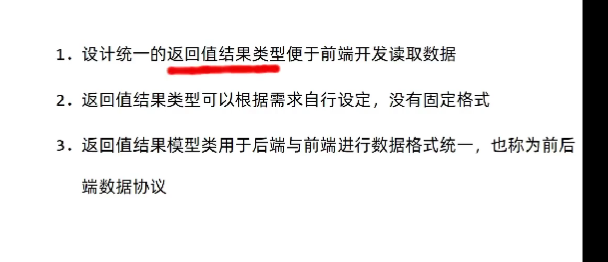 1. 设计统一的返回值结果类型便于前端开发读取数据
2. 返回值结果类型可以根据需求自行设定，没有固定格式
3. 返回值结果模型类用于后端与前端进行数据格式统一，也称为前后
端数据协议